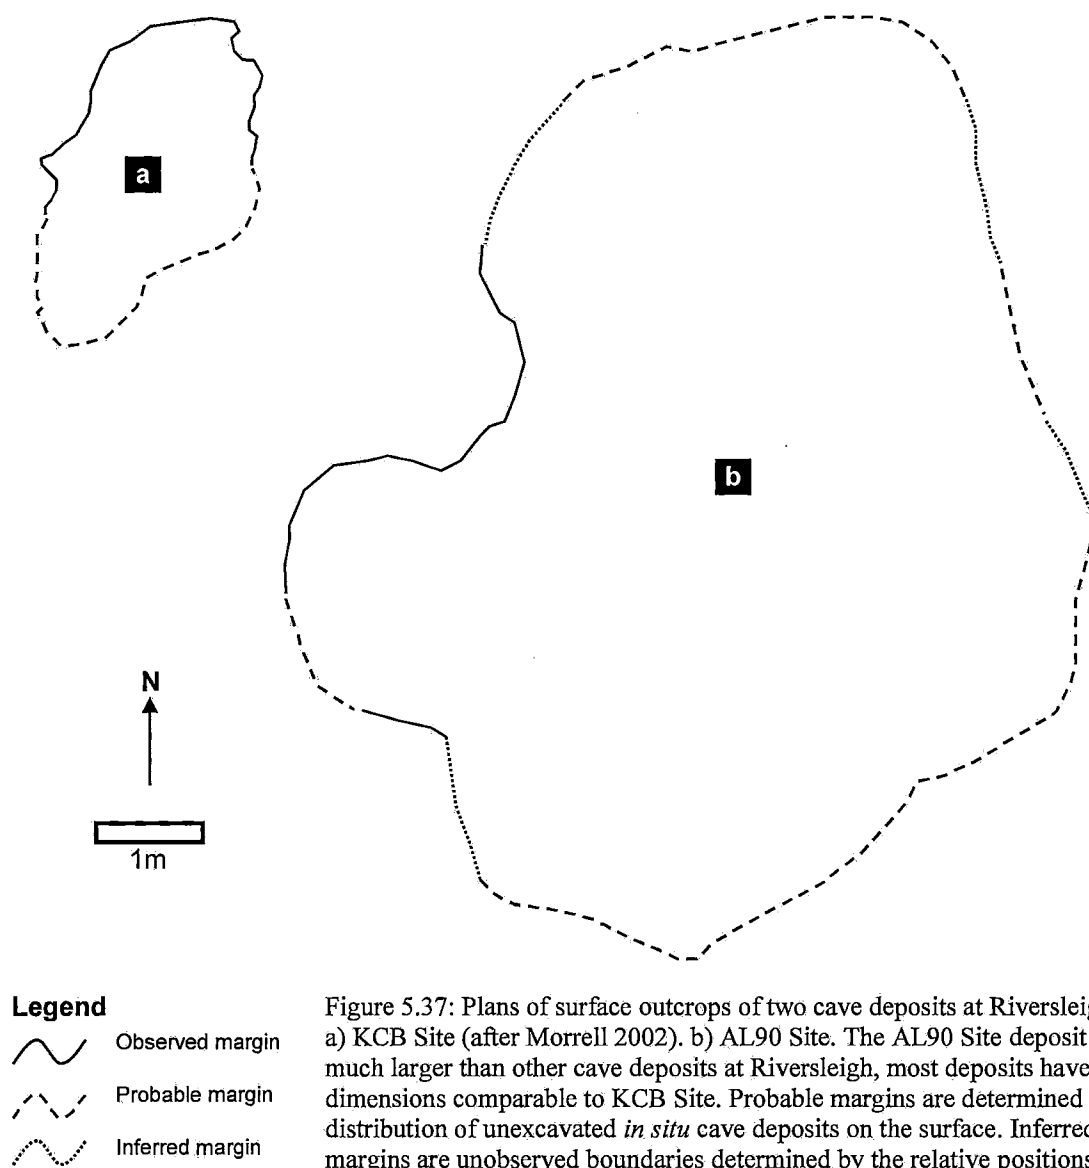 a
b
N
1m
Legend
Observed margin
Probable margin
Inferred margin
Figure 5.37: Plans of surface outcrops of two cave deposits at Riversleig
a) KCB Site (after Morrell 2002). b) AL90 Site. The AL90 Site deposit
much larger than other cave deposits at Riversleigh, most deposits have
dimensions comparable to KCB Site. Probable margins are determined
distribution of unexcavated in situ cave deposits on the surface. Inferred
margins are unobserved boundaries determined by the relative positions